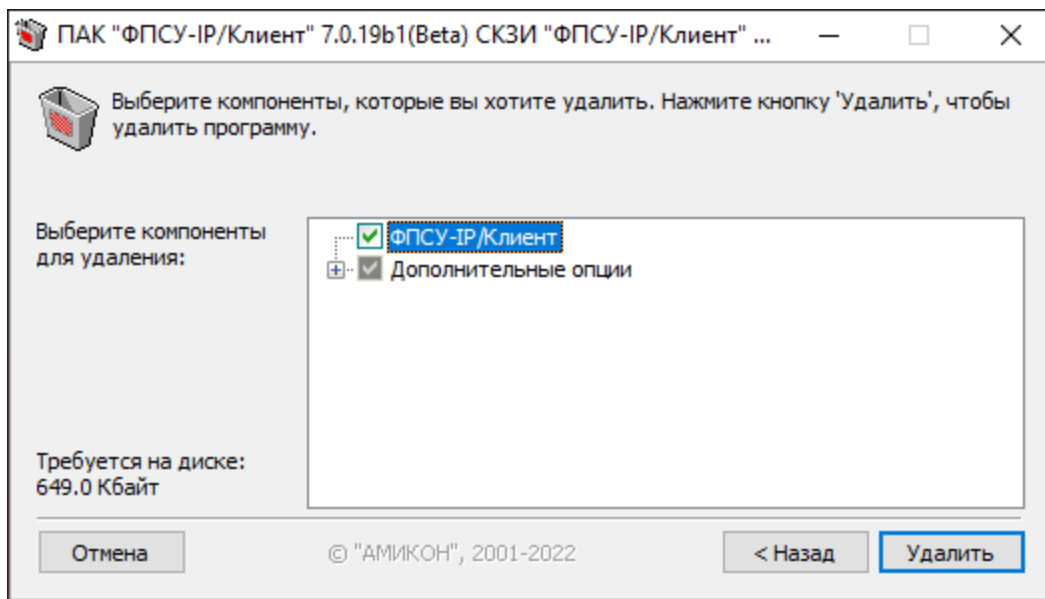 ПАК "ФПСУ-IP/Клиент" 7.0.19b1(Beta) СКЗИ "ФПСУ-IP/Клиент" ...
Выберите компоненты, которые вы хотите удалить. Нажмите кнопку 'Удалить', чтобы
удалить программу.
Выберите компоненты
для удаления:
ФПСУ-IP/Клиент
Дополнительные опции
Требуется на диске:
649.0 Кбайт
Отмена
© "АМИКОН", 2001-2022
< Назад
Удалить